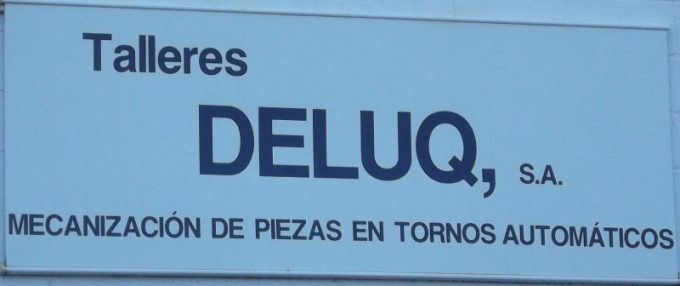 Talleres
DELUQ, S.A.
MECANIZACIÓN DE PIEZAS EN TORNOS AUTOMÁTICOS